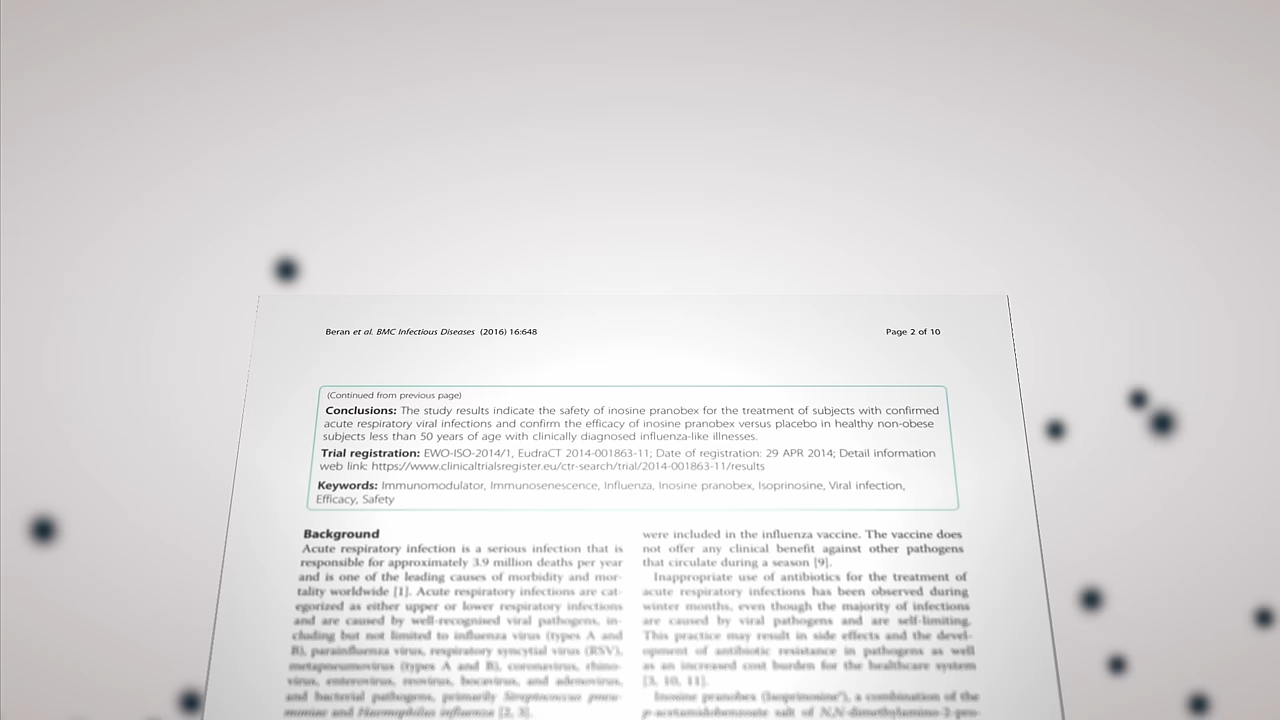 Beran et al. BMC Infectious Diseases (2016) 16:648
Page 2 of 10
(Continued from previous page)
Conclusions: The study results indicate the safety of inosine pranobex for the treatment of subjects with confirmed
acute respiratory viral infections and confirm the efficacy of inosine pranobex versus placebo in healthy non-obese
subjects less than 50 years of age with clinically diagnosed influenza-like illnesses.
Trial registration: EWO-ISO-2014/1, EudraCT 2014-001863-11; Date of registration: 29 APR 2014; Detail information
web link: https://www.clinicaltrialsregister.eu/ctr-search/trial/2014-001863-11/results
Keywords: Immunomodulator, Immunosenescence, Influenza, Inosine pranobex, Isoprinosine, Viral infection,
Efficacy, Safety
Background
Acute respiratory infection is a serious infection that is
responsible for approximately 3.9 million deaths per year
and is one of the leading causes of morbidity and mor-
tality worldwide [1]. Acute respiratory infections are cat-
egorized as either upper or lower respiratory infections
and are caused by well-recognised viral pathogens, in-
cluding but not limited to influenza virus (types A and
B), parainfluenza virus, respiratory syncytial virus (RSV),
metapneumovirus (types A and B), coronavirus, rhino-
virus, enterovirus, reovirus, bocavirus, and adenovirus,
and bacterial pathogens, primarily Streptococcus pneu-
moniae and Haemophilus influenza [2, 3].
were included in the influenza vaccine. The vaccine does
not offer any clinical benefit against other pathogens
that circulate during a season [9].
Inappropriate use of antibiotics for the treatment of
acute respiratory infections has been observed during
winter months, even though the majority of infections
are caused by viral pathogens and are self-limiting.
This practice may result in side effects and the devel-
opment of antibiotic resistance in pathogens as well
as an increased cost burden for the healthcare system
[3, 10, 11].
Inosine pranobex (Isoprinosine®), a combination of the
p-acetamidobenzoate salt of N,N-dimethylamino-2-pro-